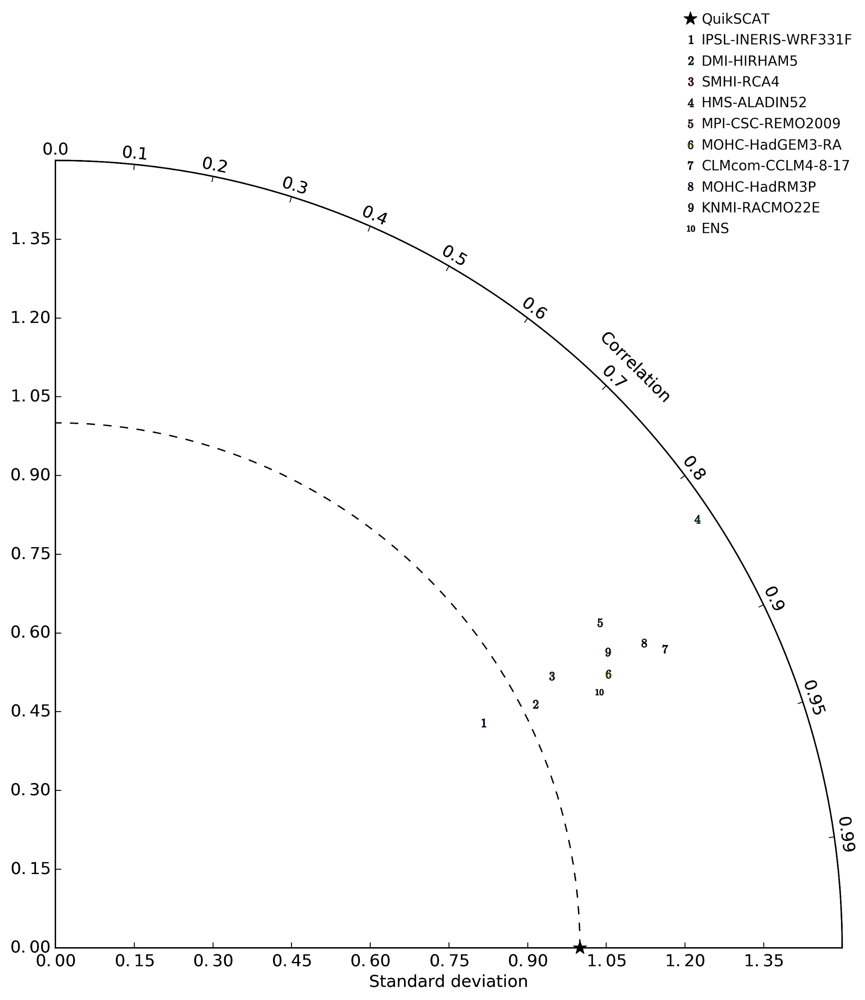 ★ QuikSCAT
1 IPSL-INERIS-WRF331F
2 DMI-HIRHAM5
3 SMHI-RCA4
4 HMS-ALADIN52
5 MPI-CSC-REMO2009
6 MOHC-HadGEM3-RA
7 CLMcom-CCLM4-8-17
8 MOHC-HadRM3P
9 KNMI-RACMO22E
10 ENS
0.0
0.1
0.2
0.3
0.4
0.5
0.6
Correlation
0.7
0.8
0.9
0.95
0.99
1.35
1.20
1.05
0.90
0.75
0.60
0.45
0.30
0.15
0.00
4
5
8
7
9
6
3
10
2
1
0.00 0.15 0.30 0.45 0.60 0.75 0.90 1.05 1.20 1.35
Standard deviation